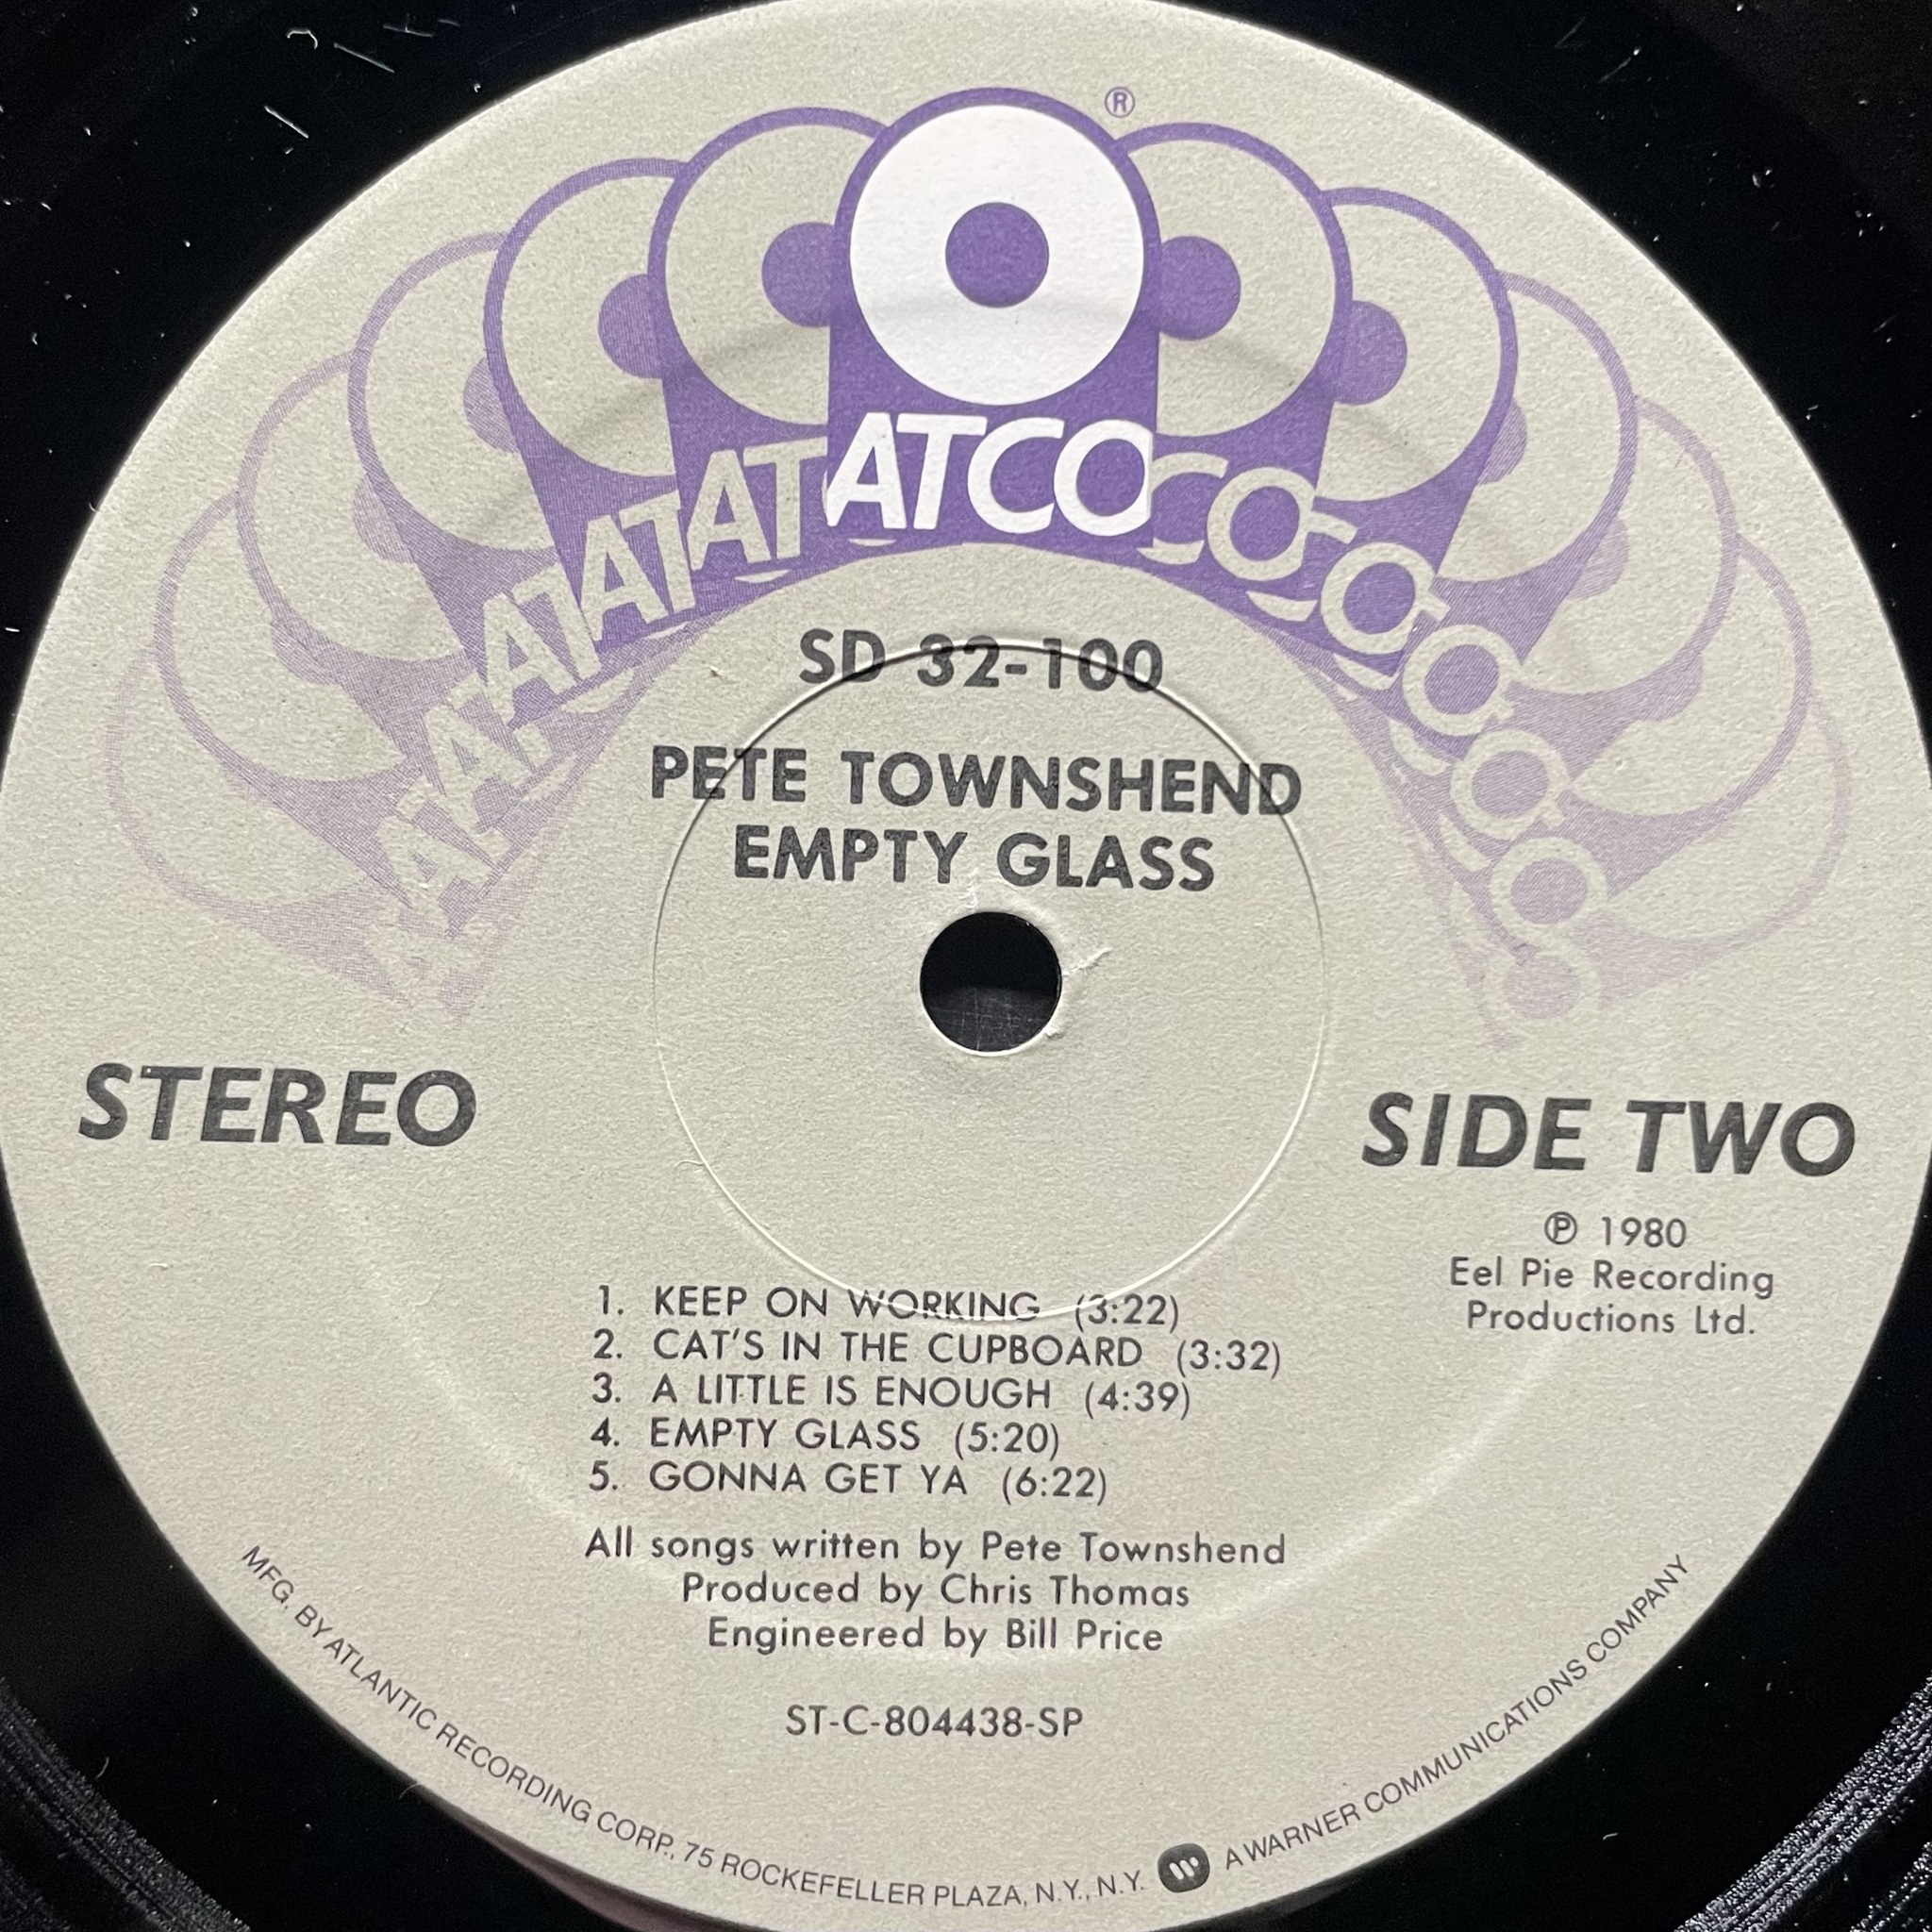 ®
ATCO
SD 32-100
PETE TOWNSHEND
EMPTY GLASS
STEREO
SIDE TWO
℗ 1980
Eel Pie Recording
Productions Ltd.
1. KEEP ON WORKING (3:22)
2. CAT'S IN THE CUPBOARD (3:32)
3. A LITTLE IS ENOUGH (4:39)
4. EMPTY GLASS (5:20)
5. GONNA GET YA (6:22)
All songs written by Pete Townshend
Produced by Chris Thomas
Engineered by Bill Price
ST-C-804438-SP
MFG. BY ATLANTIC RECORDING CORP., 75 ROCKEFELLER PLAZA, N.Y., N.Y. A WARNER COMMUNICATIONS COMPANY